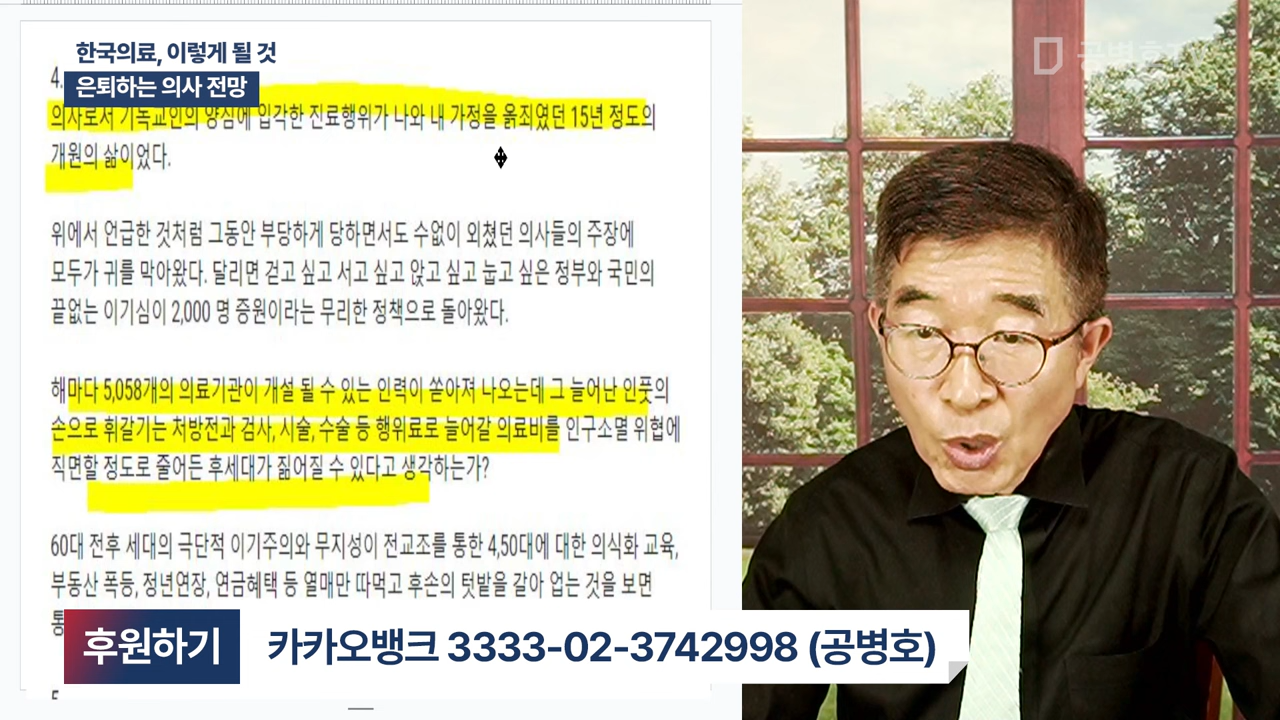 한국의료, 이렇게 될 것
은퇴하는 의사 전망
공병호TV
4.
의사로서 기독교인의 양심에 입각한 진료행위가 나와 내 가정을 옭죄였던 15년 정도의
개원의 삶이었다.
위에서 언급한 것처럼 그동안 부당하게 당하면서도 수없이 외쳤던 의사들의 주장에
모두가 귀를 막아왔다. 달리면 걷고 싶고 서고 싶고 앉고 싶고 눕고 싶은 정부와 국민의
끝없는 이기심이 2,000 명 증원이라는 무리한 정책으로 돌아왔다.
해마다 5,058개의 의료기관이 개설 될 수 있는 인력이 쏟아져 나오는데 그 늘어난 인풋의
손으로 휘갈기는 처방전과 검사, 시술, 수술 등 행위료로 늘어갈 의료비를 인구소멸 위협에
직면할 정도로 줄어든 후세대가 짊어질 수 있다고 생각하는가?
60대 전후 세대의 극단적 이기주의와 무지성이 전교조를 통한 4,50대에 대한 의식화 교육,
부동산 폭등, 정년연장, 연금혜택 등 열매만 따먹고 후손의 텃밭을 갈아 업는 것을 보면
통
후원하기 카카오뱅크 3333-02-3742998 (공병호)